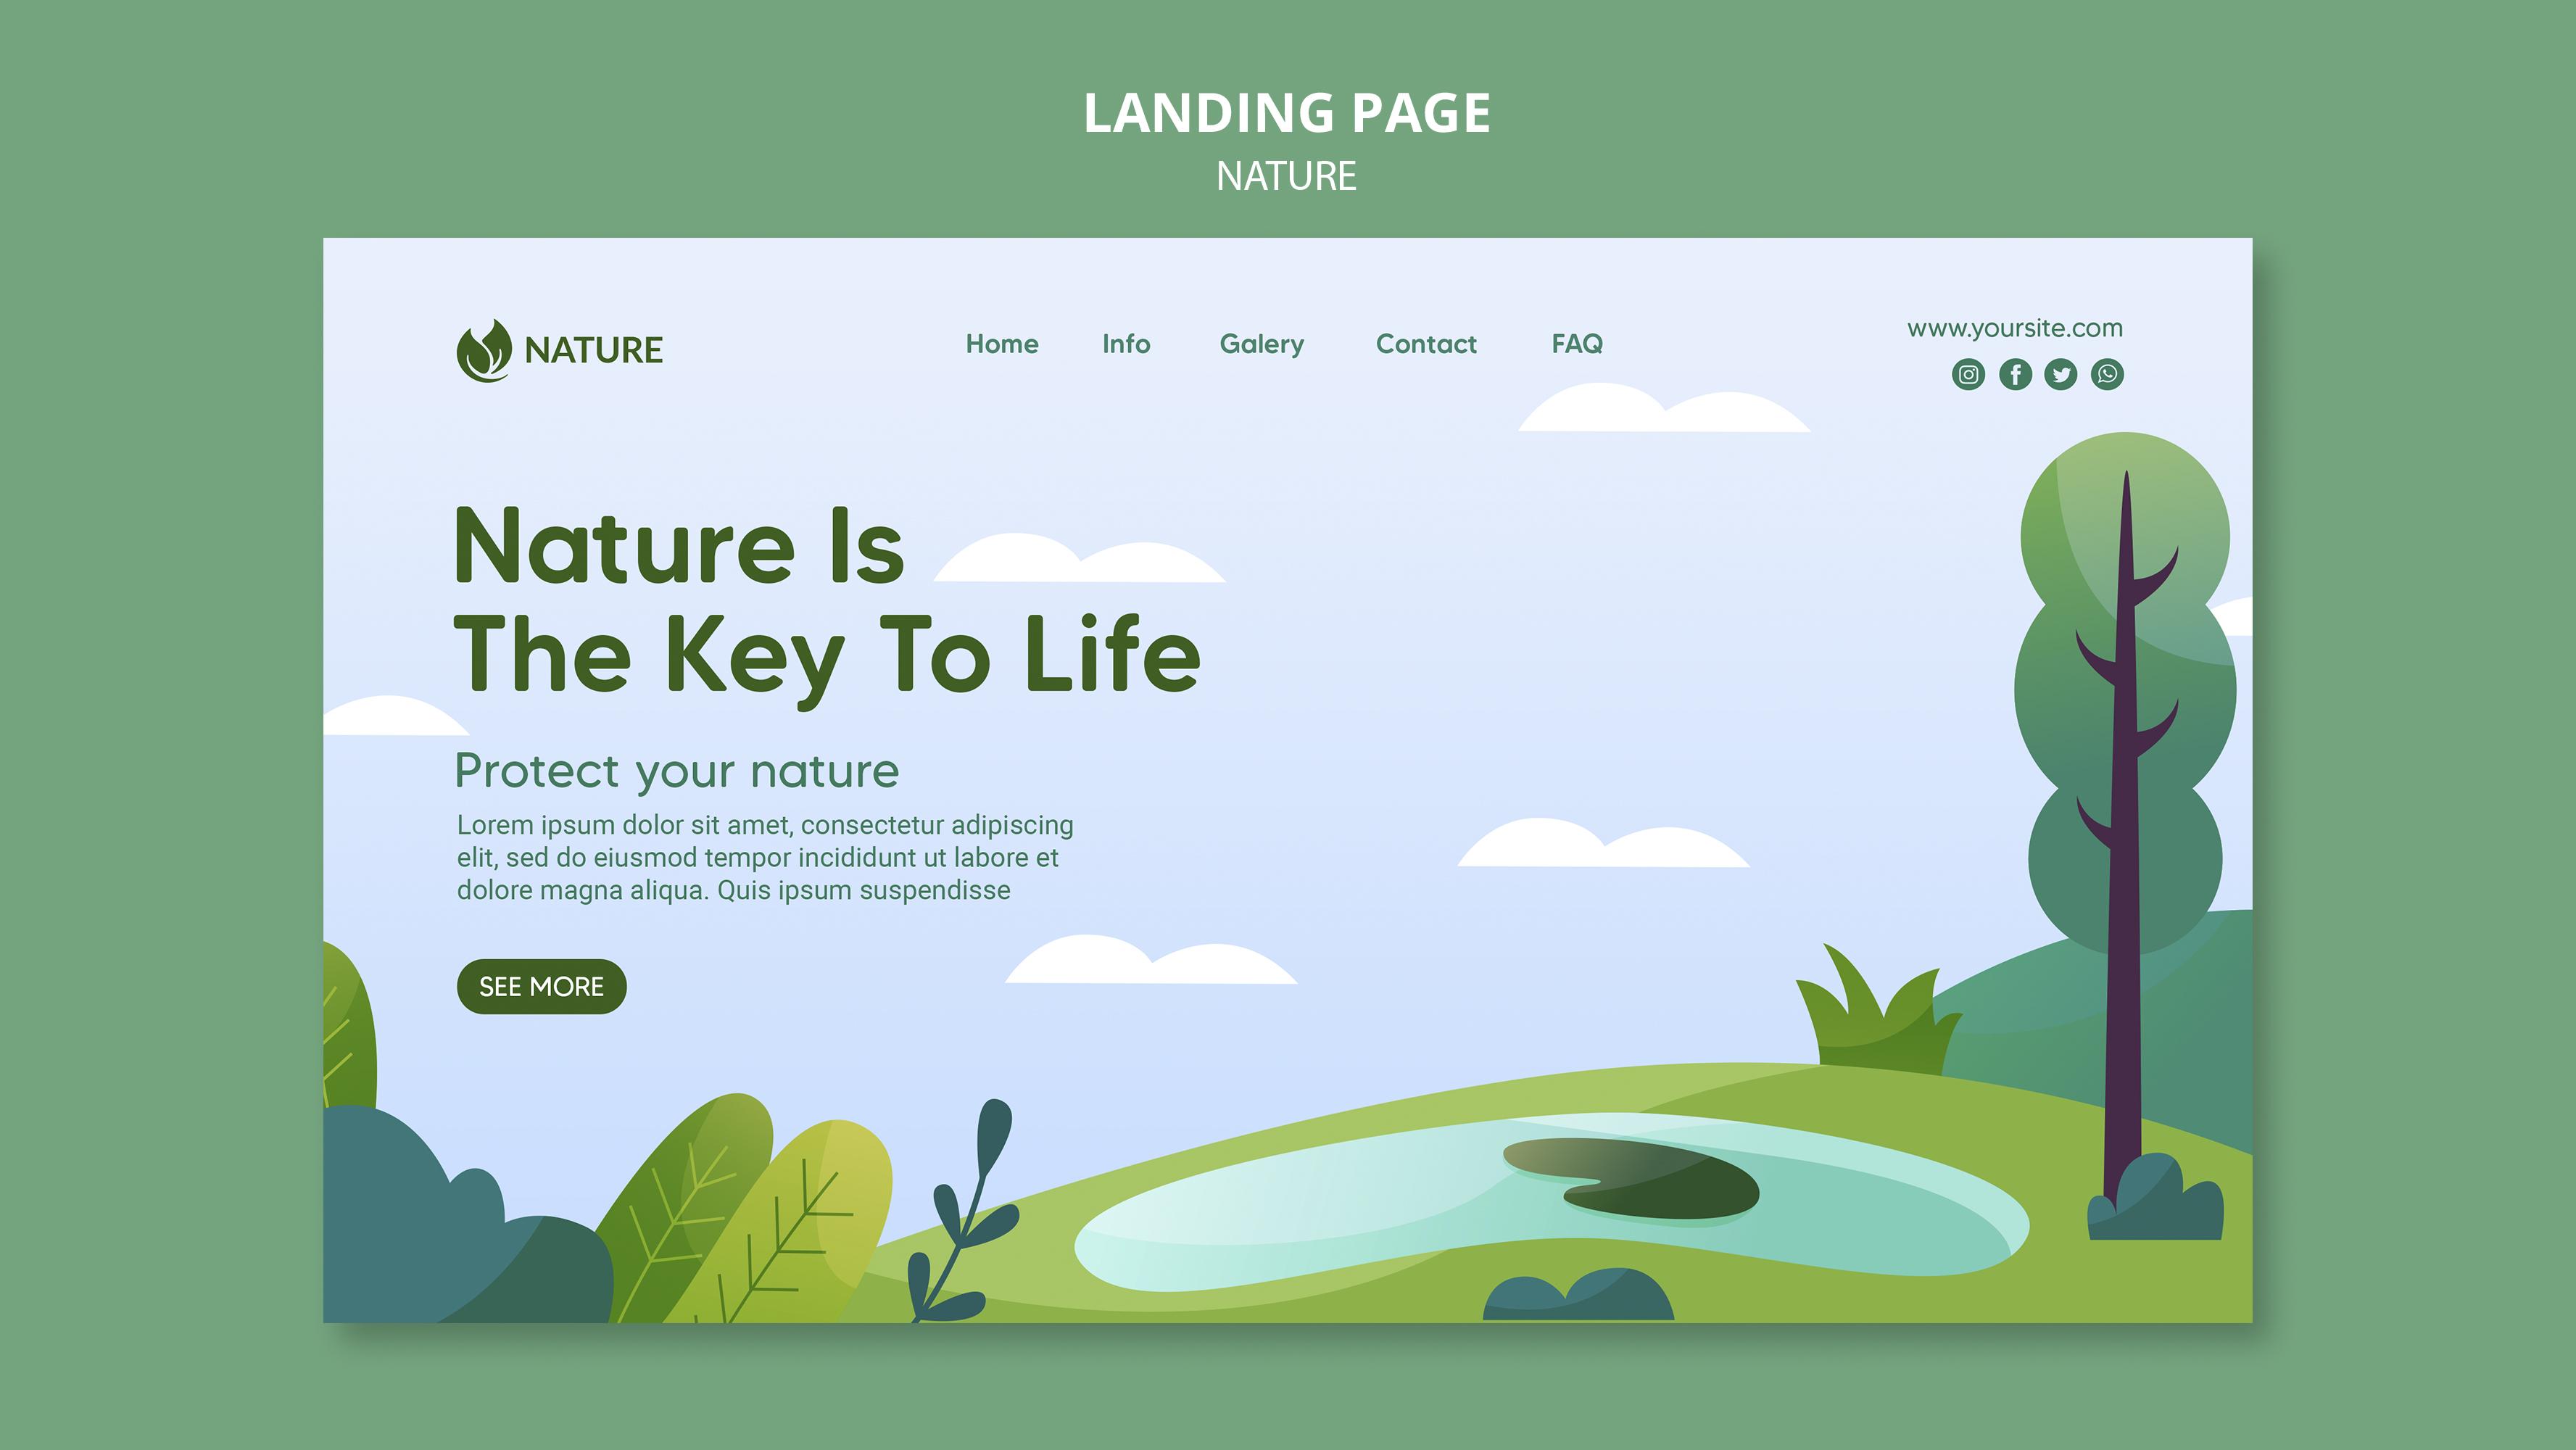 LANDING PAGE
NATURE
NATURE
Home Info Galery Contact FAQ
www.yoursite.com
Nature Is
The Key To Life
Protect your nature
Lorem ipsum dolor sit amet, consectetur adipiscing
elit, sed do eiusmod tempor incididunt ut labore et
dolore magna aliqua. Quis ipsum suspendisse
SEE MORE